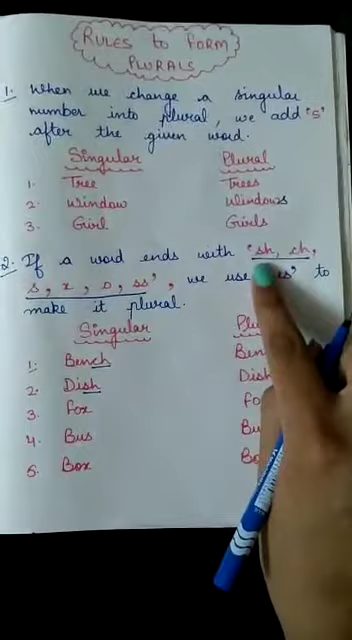 RULES to FORM
PLURALS
1. When we change a singular
number into plural, we add 's'
after the given word.
Singular Plural
1. Tree Trees
2. Window Windows
3. Girl Girls
2. If a word ends with 'sh, ch,
s, x, o, ss', we use to
make it plural.
Singular
1. Bench
2. Dish Dish
3. Fox
4. Bus
5. Box